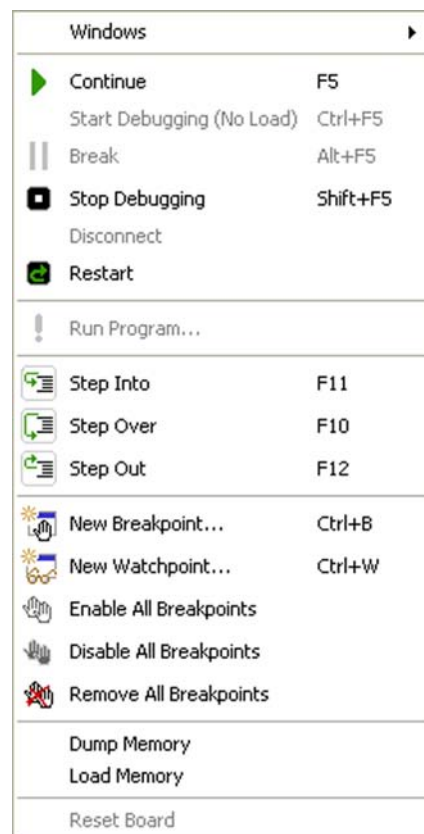 Windows
Continue F5
Start Debugging (No Load) Ctrl+F5
Break Alt+F5
Stop Debugging Shift+F5
Disconnect
Restart
Run Program...
Step Into F11
Step Over F10
Step Out F12
New Breakpoint... Ctrl+B
New Watchpoint... Ctrl+W
Enable All Breakpoints
Disable All Breakpoints
Remove All Breakpoints
Dump Memory
Load Memory
Reset Board